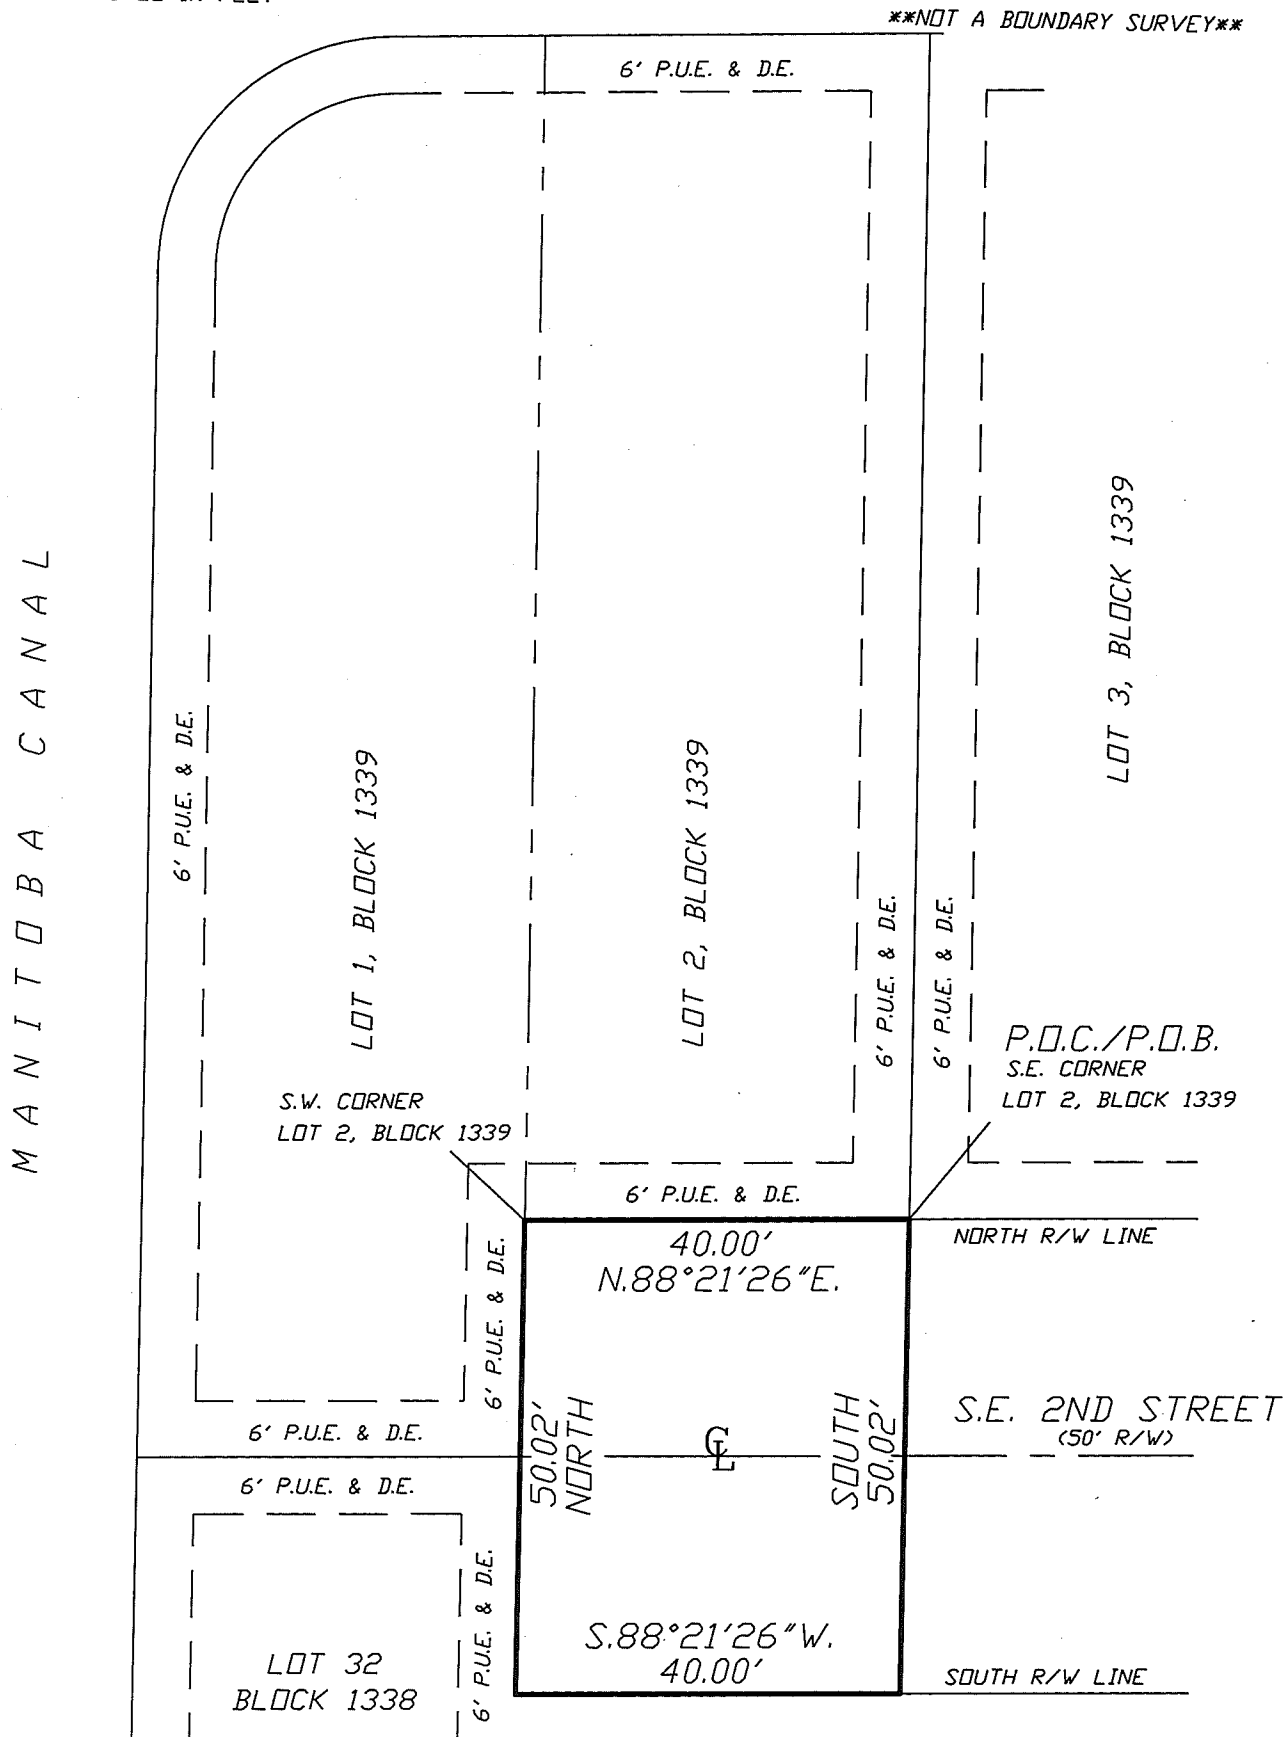 **NOT A BOUNDARY SURVEY**
6' P.U.E. & D.E.
MANITOBA CANAL
6' P.U.E. & D.E.
LOT 1, BLOCK 1339
LOT 2, BLOCK 1339
LOT 3, BLOCK 1339
6' P.U.E. & D.E.
6' P.U.E. & D.E.
P.O.C./P.O.B.
S.E. CORNER
LOT 2, BLOCK 1339
S.W. CORNER
LOT 2, BLOCK 1339
6' P.U.E. & D.E.
40.00'
N.88°21'26"E.
NORTH R/W LINE
6' P.U.E. & D.E.
50.02'
NORTH
SOUTH
50.02'
S.E. 2ND STREET
(50' R/W)
CL
6' P.U.E. & D.E.
6' P.U.E. & D.E.
6' P.U.E. & D.E.
S.88°21'26"W.
40.00'
LOT 32
BLOCK 1338
SOUTH R/W LINE